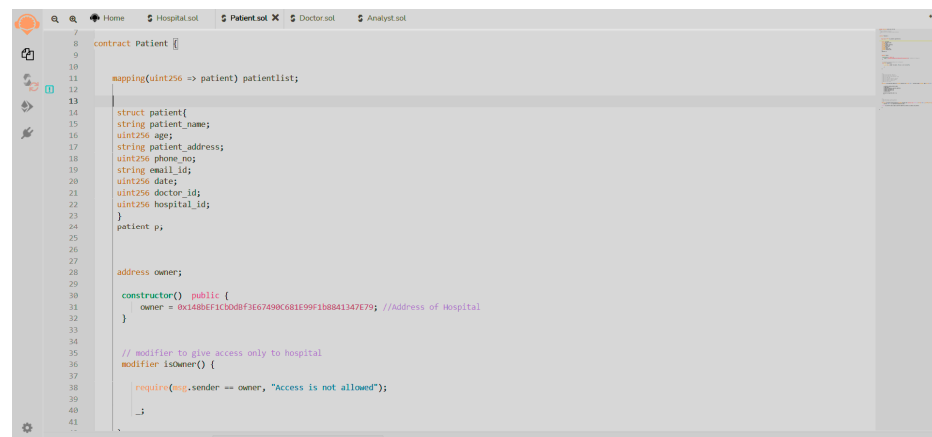 Home Hospital.sol Patient.sol Doctor.sol Analyst.sol
7
8 contract Patient {
9
10
11 mapping(uint256 => patient) patientlist;
12
13
14 struct patient{
15 string patient_name;
16 uint256 age;
17 string patient_address;
18 uint256 phone_no;
19 string email_id;
20 uint256 date;
21 uint256 doctor_id;
22 uint256 hospital_id;
23 }
24 patient p;
25
26
27
28 address owner;
29
30 constructor() public {
31 owner = 0x148bEF1CbDdBf3E67490C681E99F1b8841347E79; //Address of Hospital
32 }
33
34
35 // modifier to give access only to hospital
36 modifier isOwner() {
37
38 require(msg.sender == owner, "Access is not allowed");
39
40 _;
41